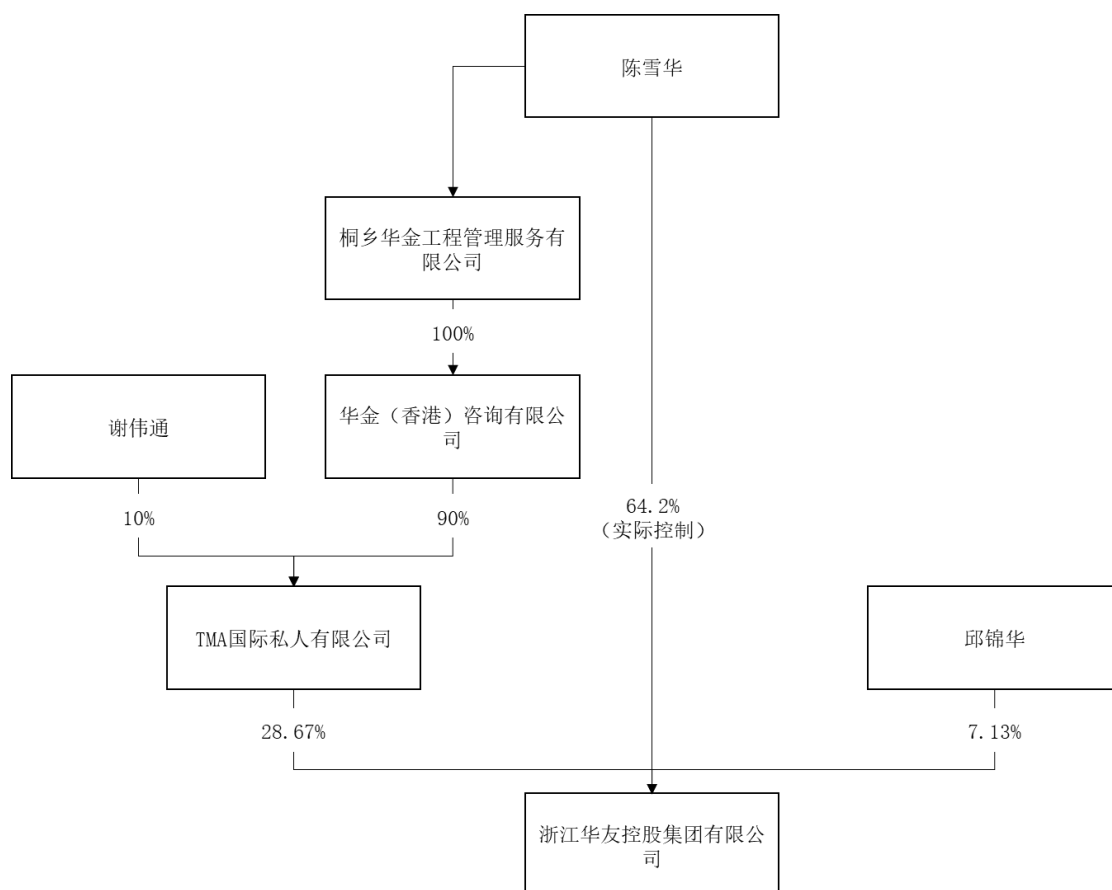 陈雪华
桐乡华金工程管理服务有
限公司
100%
谢伟通
华金（香港）咨询有限公
司
10%
90%
64.2%
（实际控制）
TMA国际私人有限公司
邱锦华
28.67%
7.13%
浙江华友控股集团有限公
司